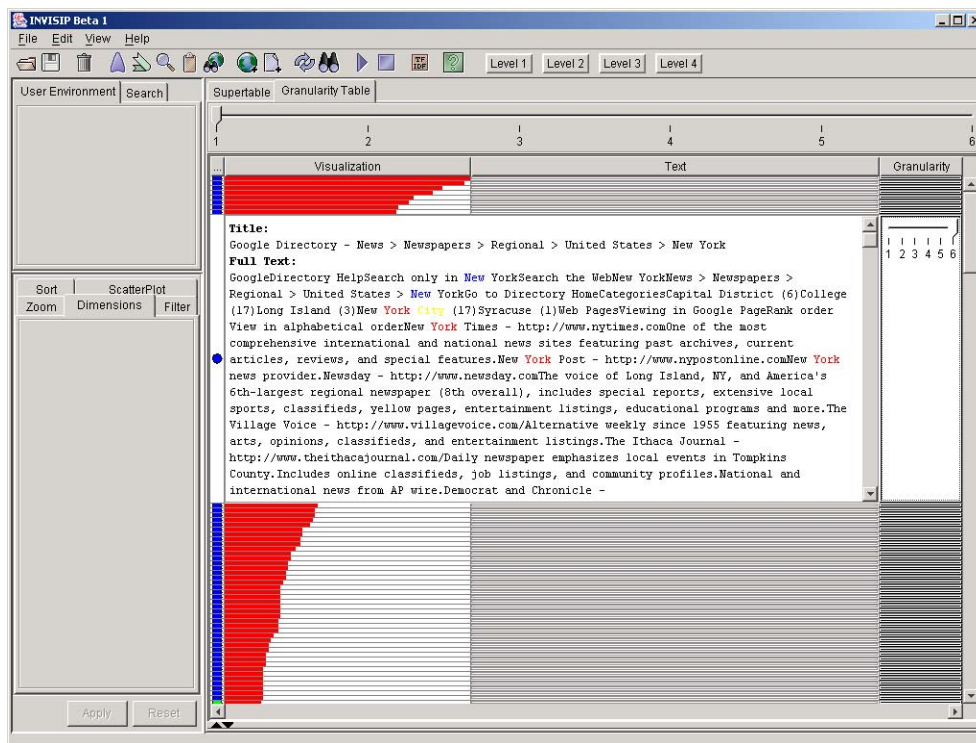 INVISIP Beta 1
File Edit View Help
TF IDF ? Level 1 Level 2 Level 3 Level 4
User Environment Search
Supertable Granularity Table
1 2 3 4 5 6
... Visualization Text Granularity
Title:
Google Directory - News > Newspapers > Regional > United States > New York
Full Text:
GoogleDirectory HelpSearch only in New YorkSearch the WebNew YorkNews > Newspapers >
Regional > United States > New YorkGo to Directory HomeCategoriesCapital District (6)College
(17)Long Island (3)New York City (17)Syracuse (1)Web PagesViewing in Google PageRank order
View in alphabetical orderNew York Times - http://www.nytimes.comOne of the most
comprehensive international and national news sites featuring past archives, current
articles, reviews, and special features.New York Post - http://www.nypostonline.comNew York
news provider.Newsday - http://www.newsday.comThe voice of Long Island, NY, and America's
6th-largest regional newspaper (8th overall), includes special reports, extensive local
sports, classifieds, yellow pages, entertainment listings, educational programs and more.The
Village Voice - http://www.villagevoice.com/Alternative weekly since 1955 featuring news,
arts, opinions, classifieds, and entertainment listings.The Ithaca Journal -
http://www.theithacajournal.com/Daily newspaper emphasizes local events in Tompkins
County.Includes online classifieds, job listings, and community profiles.National and
international news from AP wire.Democrat and Chronicle -
1 2 3 4 5 6
Sort ScatterPlot
Zoom Dimensions Filter
Apply Reset